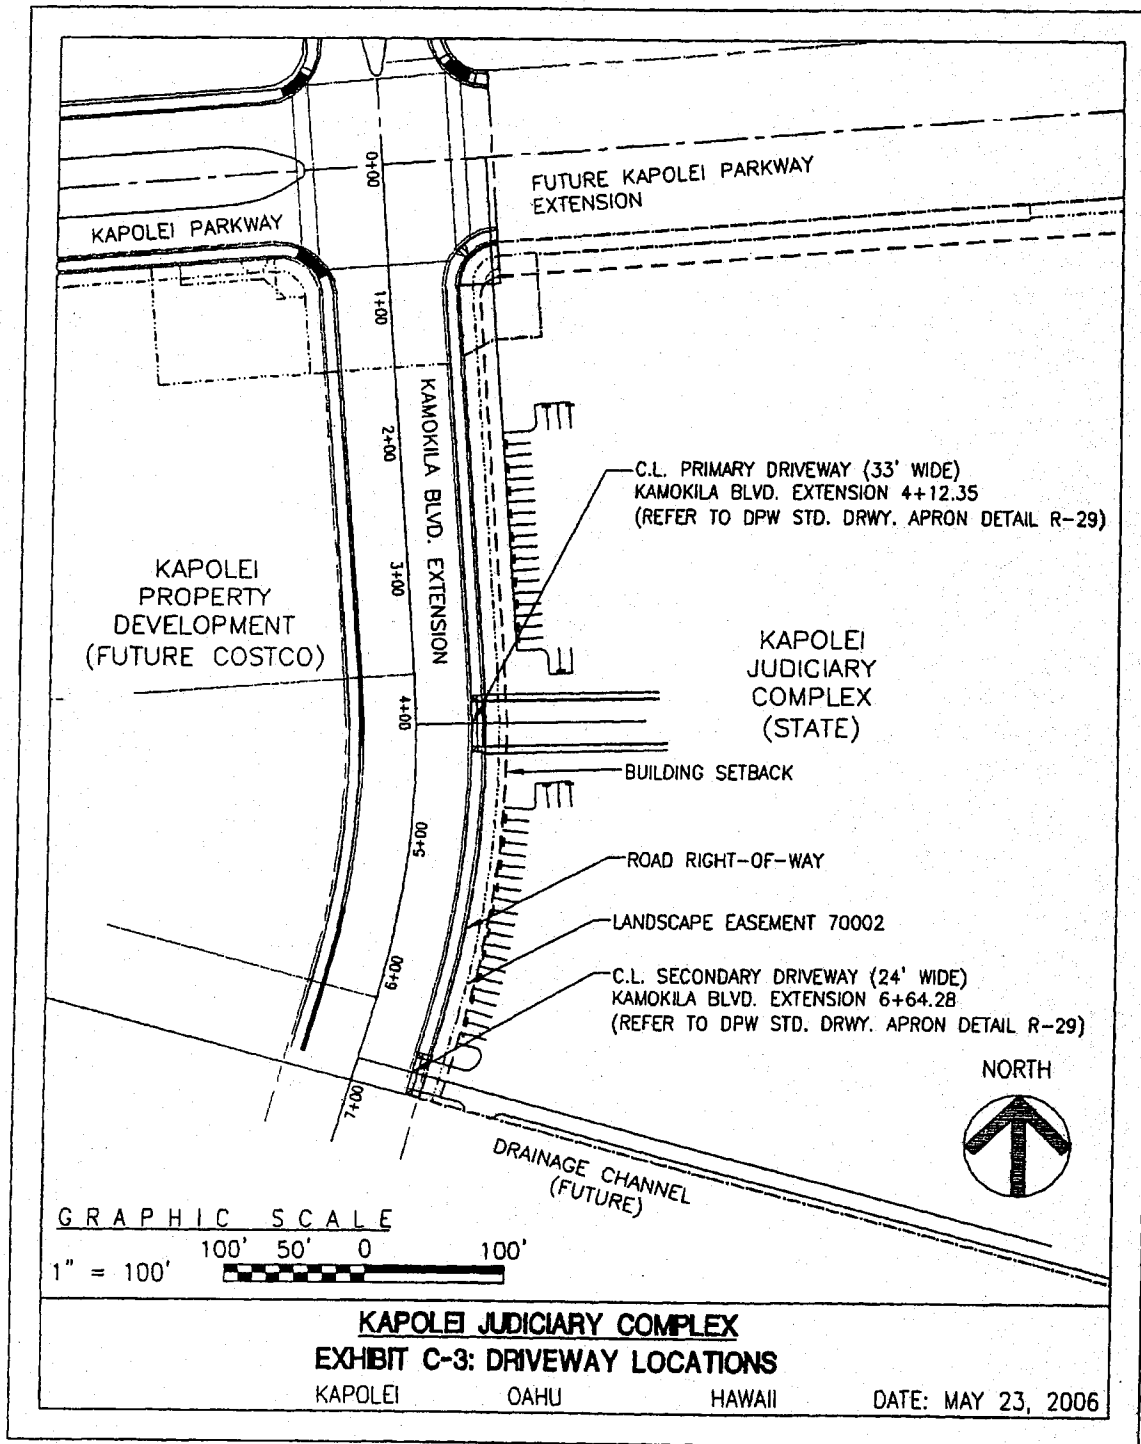 0+00
FUTURE KAPOLEI PARKWAY
EXTENSION
KAPOLEI PARKWAY
1+00
KAMOKILA BLVD. EXTENSION
2+00
C.L. PRIMARY DRIVEWAY (33' WIDE)
KAMOKILA BLVD. EXTENSION 4+12.35
(REFER TO DPW STD. DRWY. APRON DETAIL R-29)
3+00
KAPOLEI
PROPERTY
DEVELOPMENT
(FUTURE COSTCO)
KAPOLEI
JUDICIARY
COMPLEX
(STATE)
4+00
BUILDING SETBACK
5+00
ROAD RIGHT-OF-WAY
LANDSCAPE EASEMENT 70002
6+00
C.L. SECONDARY DRIVEWAY (24' WIDE)
KAMOKILA BLVD. EXTENSION 6+64.28
(REFER TO DPW STD. DRWY. APRON DETAIL R-29)
7+00
NORTH
DRAINAGE CHANNEL
(FUTURE)
GRAPHIC SCALE
100' 50' 0 100'
1" = 100'
KAPOLEI JUDICIARY COMPLEX
EXHIBIT C-3: DRIVEWAY LOCATIONS
KAPOLEI OAHU HAWAII DATE: MAY 23, 2006